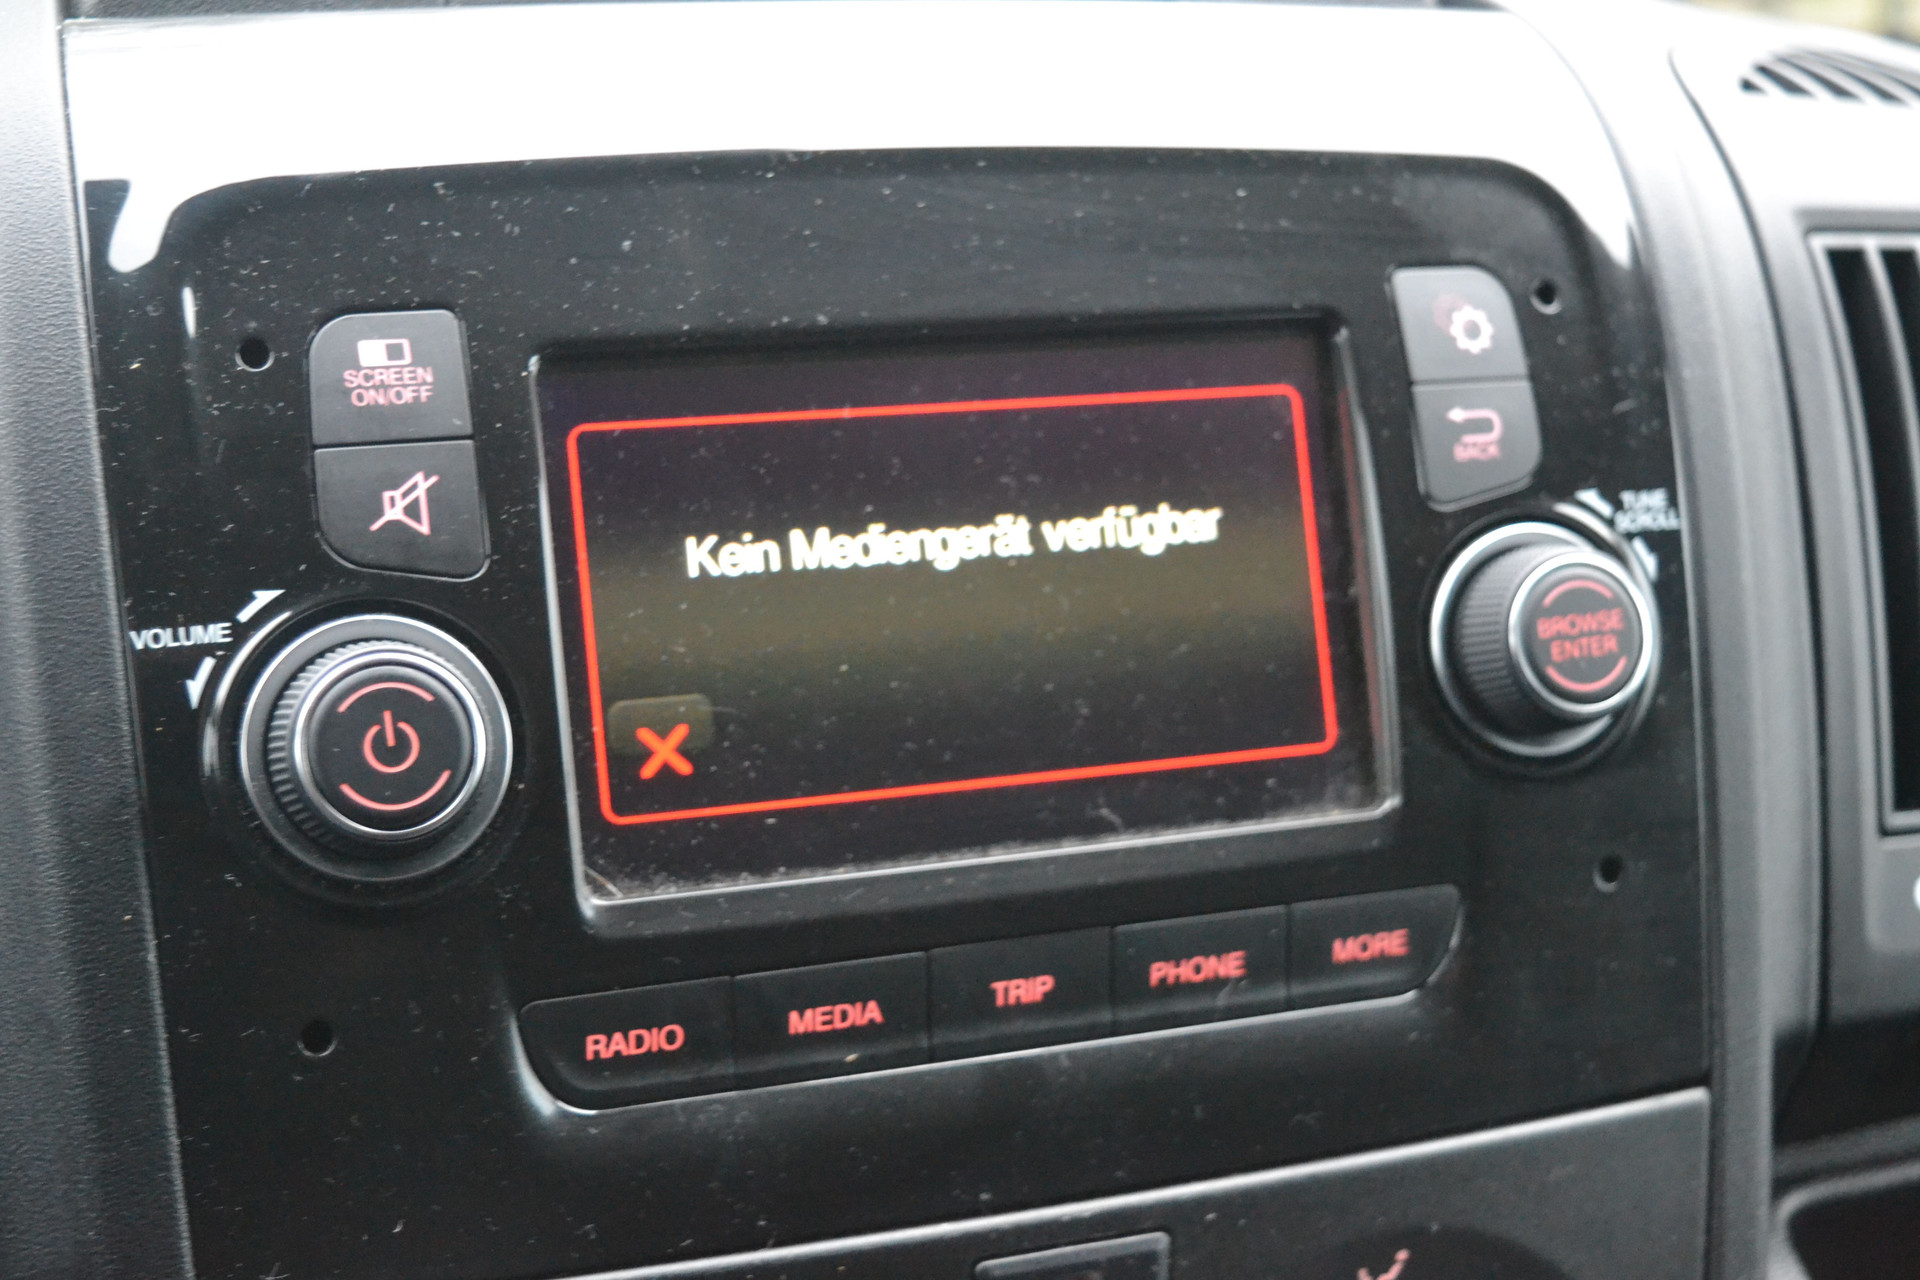 SCREEN
ON/OFF
BACK
TUNE
SCROLL
VOLUME
Kein Mediengerät verfügbar
BROWSE
ENTER
RADIO
MEDIA
TRIP
PHONE
MORE